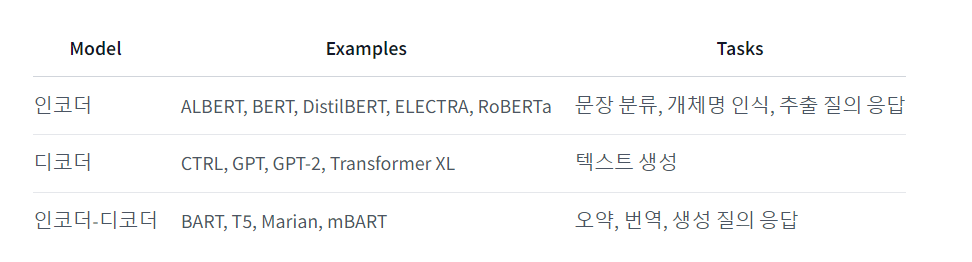 Model Examples Tasks
인코더 ALBERT, BERT, DistilBERT, ELECTRA, RoBERTa 문장 분류, 개체명 인식, 추출 질의 응답
디코더 CTRL, GPT, GPT-2, Transformer XL 텍스트 생성
인코더-디코더 BART, T5, Marian, mBART 오약, 번역, 생성 질의 응답